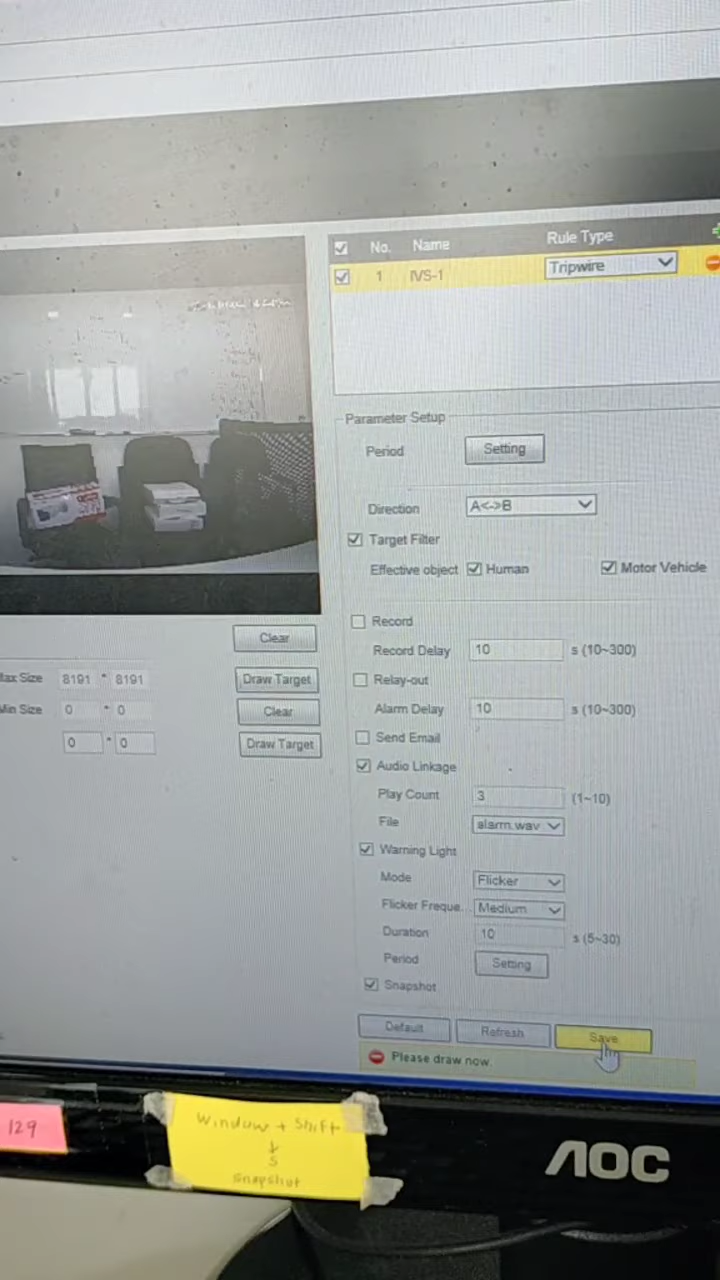 No. Name Rule Type
1 IVS-1 Tripwire
Parameter Setup
Period Setting
Direction A<->B
Target Filter
Effective object Human Motor Vehicle
Clear
Record
Record Delay 10 s (10~300)
Max Size 8191 * 8191 Draw Target
Relay-out
Min Size 0 * 0 Clear
Alarm Delay 10 s (10~300)
0 * 0 Draw Target
Send Email
Audio Linkage
Play Count 3 (1~10)
File alarm.wav
Warning Light
Mode Flicker
Flicker Freque... Medium
Duration 10 s (5~30)
Period Setting
Snapshot
Default Refresh Save
Please draw now.
129
Window + Shift
+
S
Snapshot
AOC